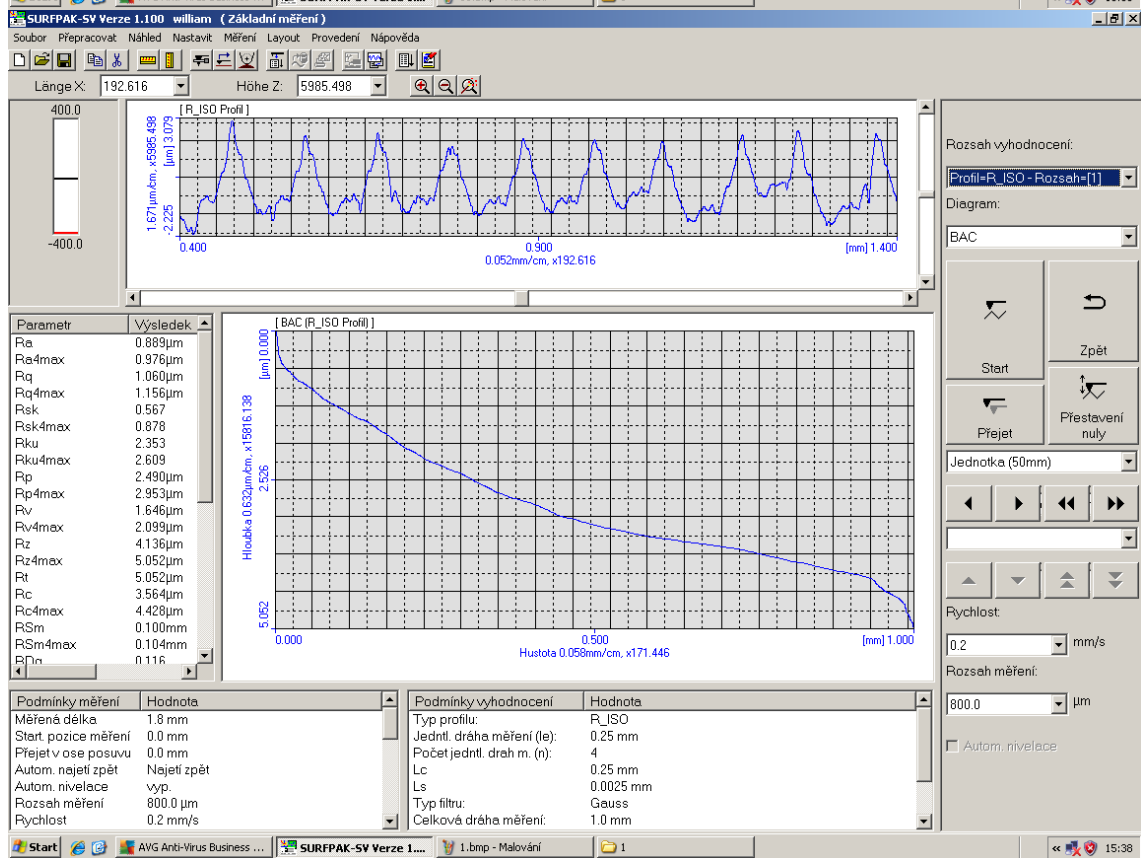 SURFPAK-SV Verze 1.100 william ( Základní měření )
Soubor Přepracovat Náhled Nastavit Měření Layout Provedení Nápověda
Länge X: 192.616 Höhe Z: 5985.498
400.0
-400.0
[ R_ISO Profil ]
1.671µm/cm, x5985.498
-2.225 [µm] 3.079
0.400 0.900 [mm] 1.400
0.052mm/cm, x192.616
Parametr Výsledek
Ra 0.889µm
Ra4max 0.976µm
Rq 1.060µm
Rq4max 1.156µm
Rsk 0.567
Rsk4max 0.878
Rku 2.353
Rku4max 2.609
Rp 2.490µm
Rp4max 2.953µm
Rv 1.646µm
Rv4max 2.099µm
Rz 4.136µm
Rz4max 5.052µm
Rt 5.052µm
Rc 3.564µm
Rc4max 4.428µm
RSm 0.100mm
RSm4max 0.104mm
RDq 0.116
[ BAC (R_ISO Profil) ]
Hloubka 0.632µm/cm, x15816.138
5.052 2.526 [µm] 0.000
0.000 0.500 [mm] 1.000
Hustota 0.058mm/cm, x171.446
Rozsah vyhodnocení:
Profil=R_ISO - Rozsah=[1]
Diagram:
BAC
Start
Zpět
Přejet
Přestavení
nuly
Jednotka (50mm)
Rychlost:
0.2 mm/s
Rozsah měření:
800.0 µm
Autom. nivelace
Podmínky měření Hodnota
Měřená délka 1.8 mm
Start. pozice měření 0.0 mm
Přejet v ose posuvu 0.0 mm
Autom. najetí zpět Najetí zpět
Autom. nivelace vyp.
Rozsah měření 800.0 µm
Rychlost 0.2 mm/s
Podmínky vyhodnocení Hodnota
Typ profilu: R_ISO
Jedntl. dráha měření (le): 0.25 mm
Počet jedntl. drah m. (n): 4
Lc 0.25 mm
Ls 0.0025 mm
Typ filtru: Gauss
Celková dráha měření: 1.0 mm
Start AVG Anti-Virus Business ... SURFPAK-SV Verze 1.... 1.bmp - Malování 1 15:38